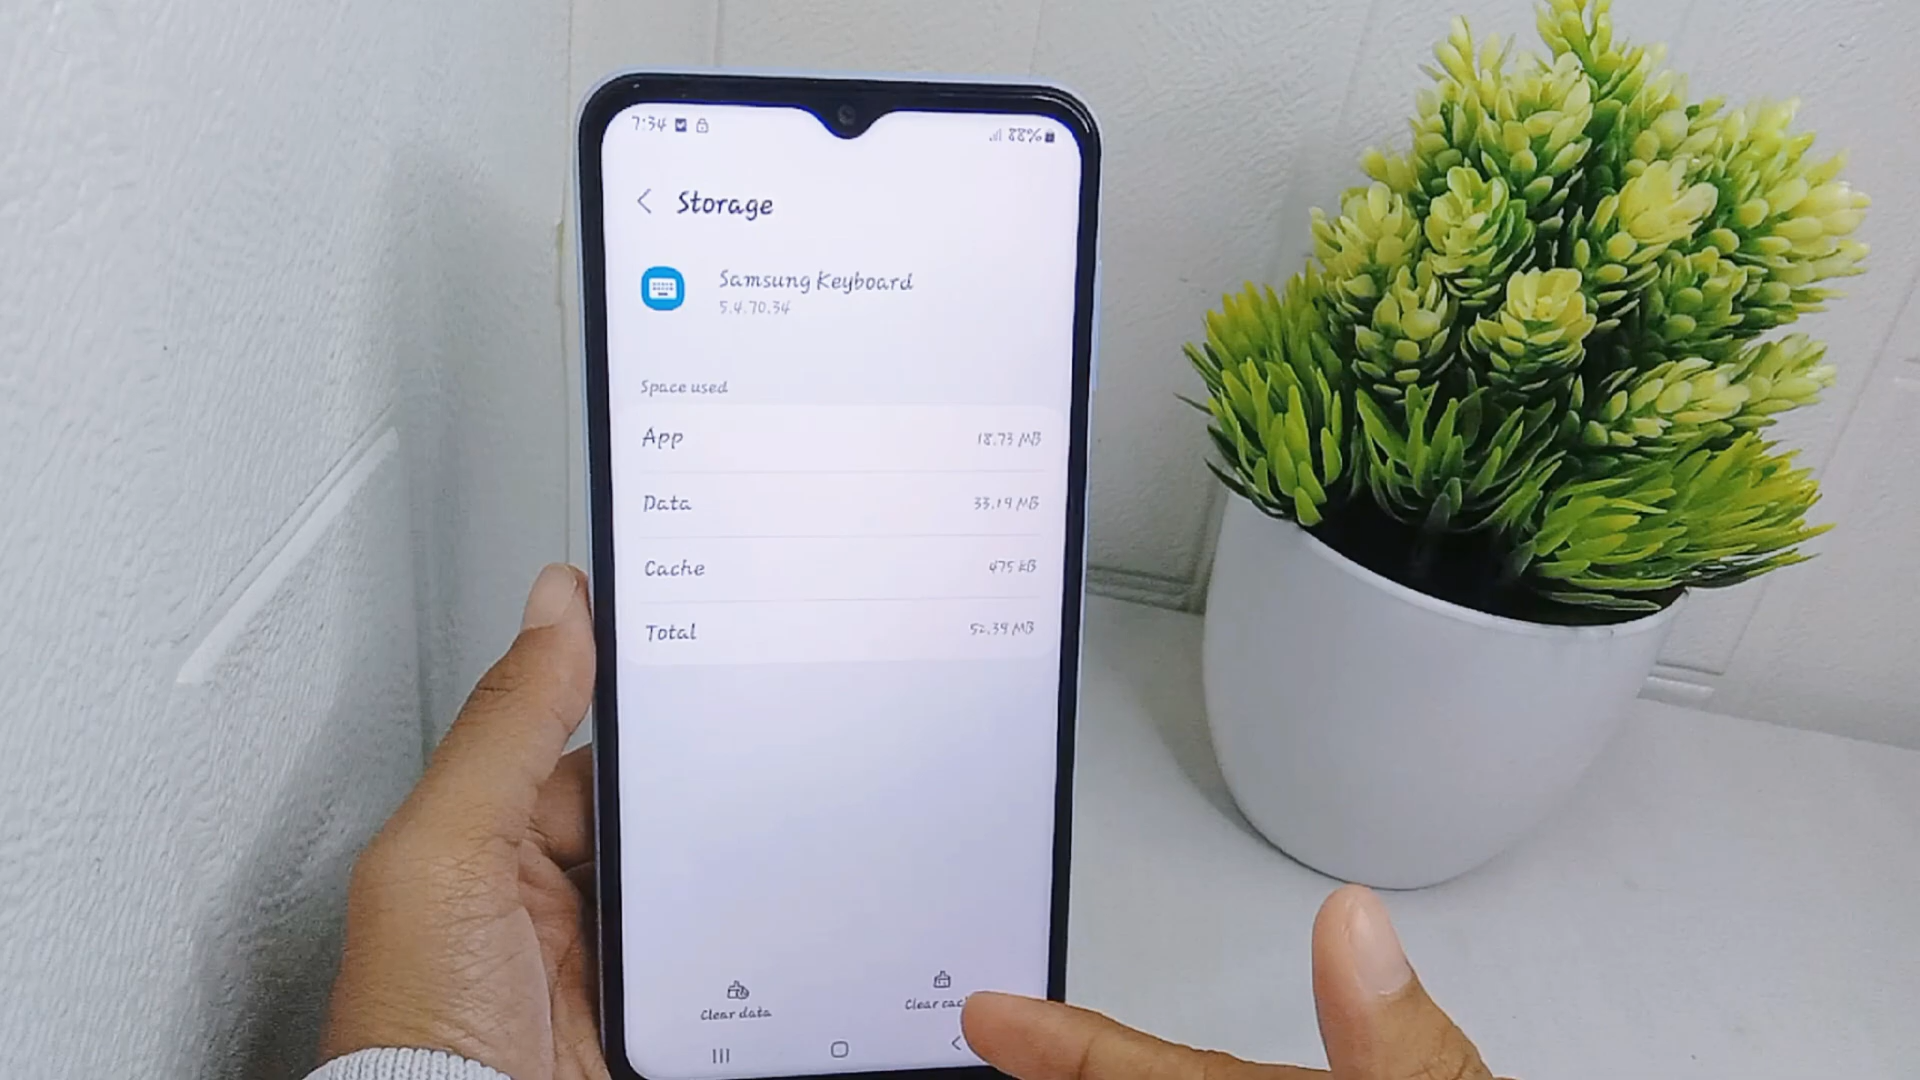 7:34
88%
Storage
Samsung Keyboard
5.4.70.34
Space used
App 18.73 MB
Data 33.19 MB
Cache 475 kB
Total 52.39 MB
Clear data
Clear cac